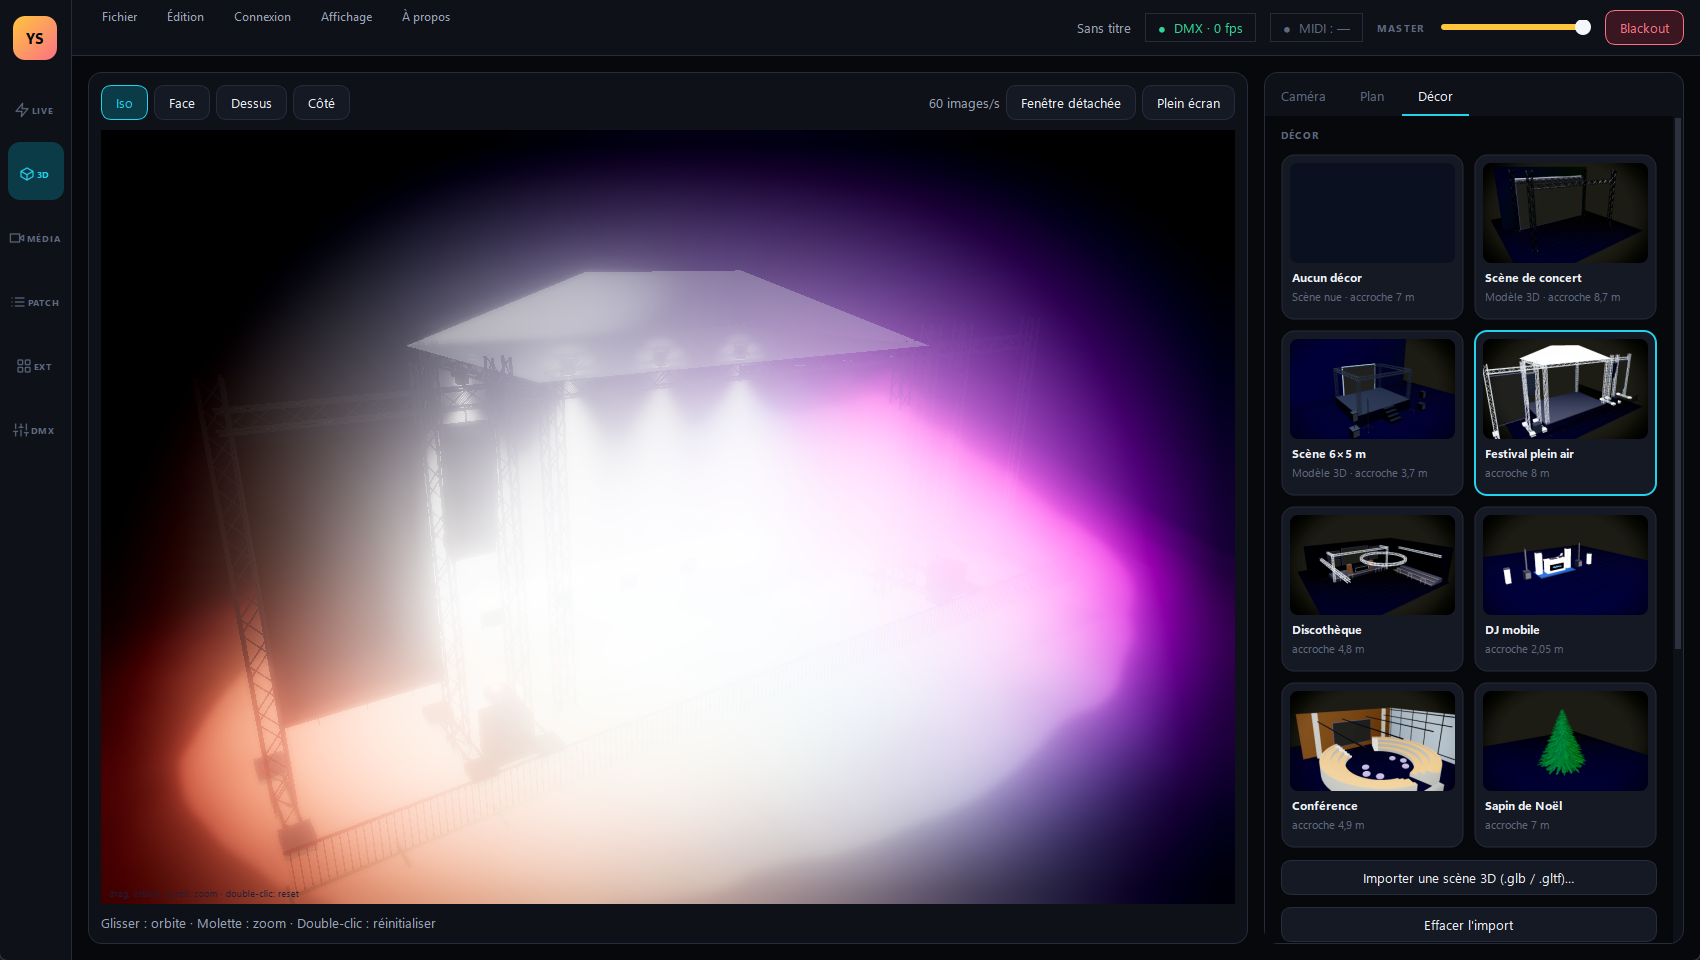 YS
Fichier Édition Connexion Affichage À propos
Sans titre
DMX · 0 fps
MIDI : —
MASTER
Blackout
LIVE
3D
MÉDIA
PATCH
EXT
DMX
Iso Face Dessus Côté
60 images/s Fenêtre détachée Plein écran
zoom · double-clic: reset
Glisser : orbite · Molette : zoom · Double-clic : réinitialiser
Caméra Plan Décor
DÉCOR
Aucun décor
Scène nue · accroche 7 m
Scène de concert
Modèle 3D · accroche 8,7 m
Scène 6×5 m
Modèle 3D · accroche 3,7 m
Festival plein air
accroche 8 m
Discothèque
accroche 4,8 m
DJ mobile
accroche 2,05 m
Conférence
accroche 4,9 m
Sapin de Noël
accroche 7 m
Importer une scène 3D (.glb / .gltf)...
Effacer l'import